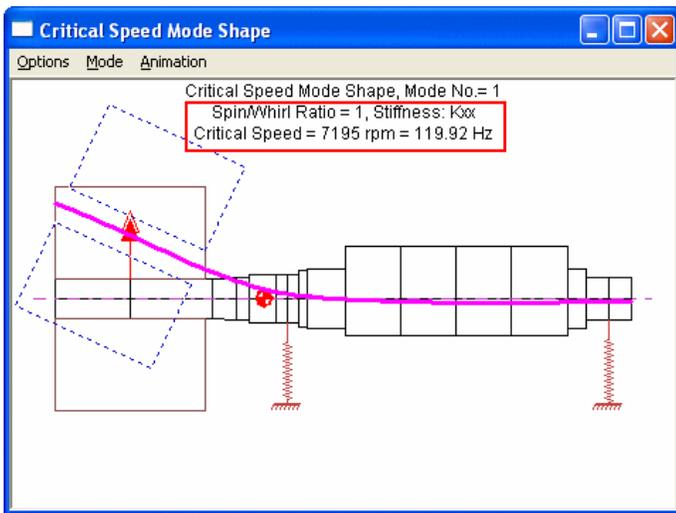 Critical Speed Mode Shape
Options Mode Animation
Critical Speed Mode Shape, Mode No.= 1
Spin/Whirl Ratio = 1, Stiffness: Kxx
Critical Speed = 7195 rpm = 119.92 Hz